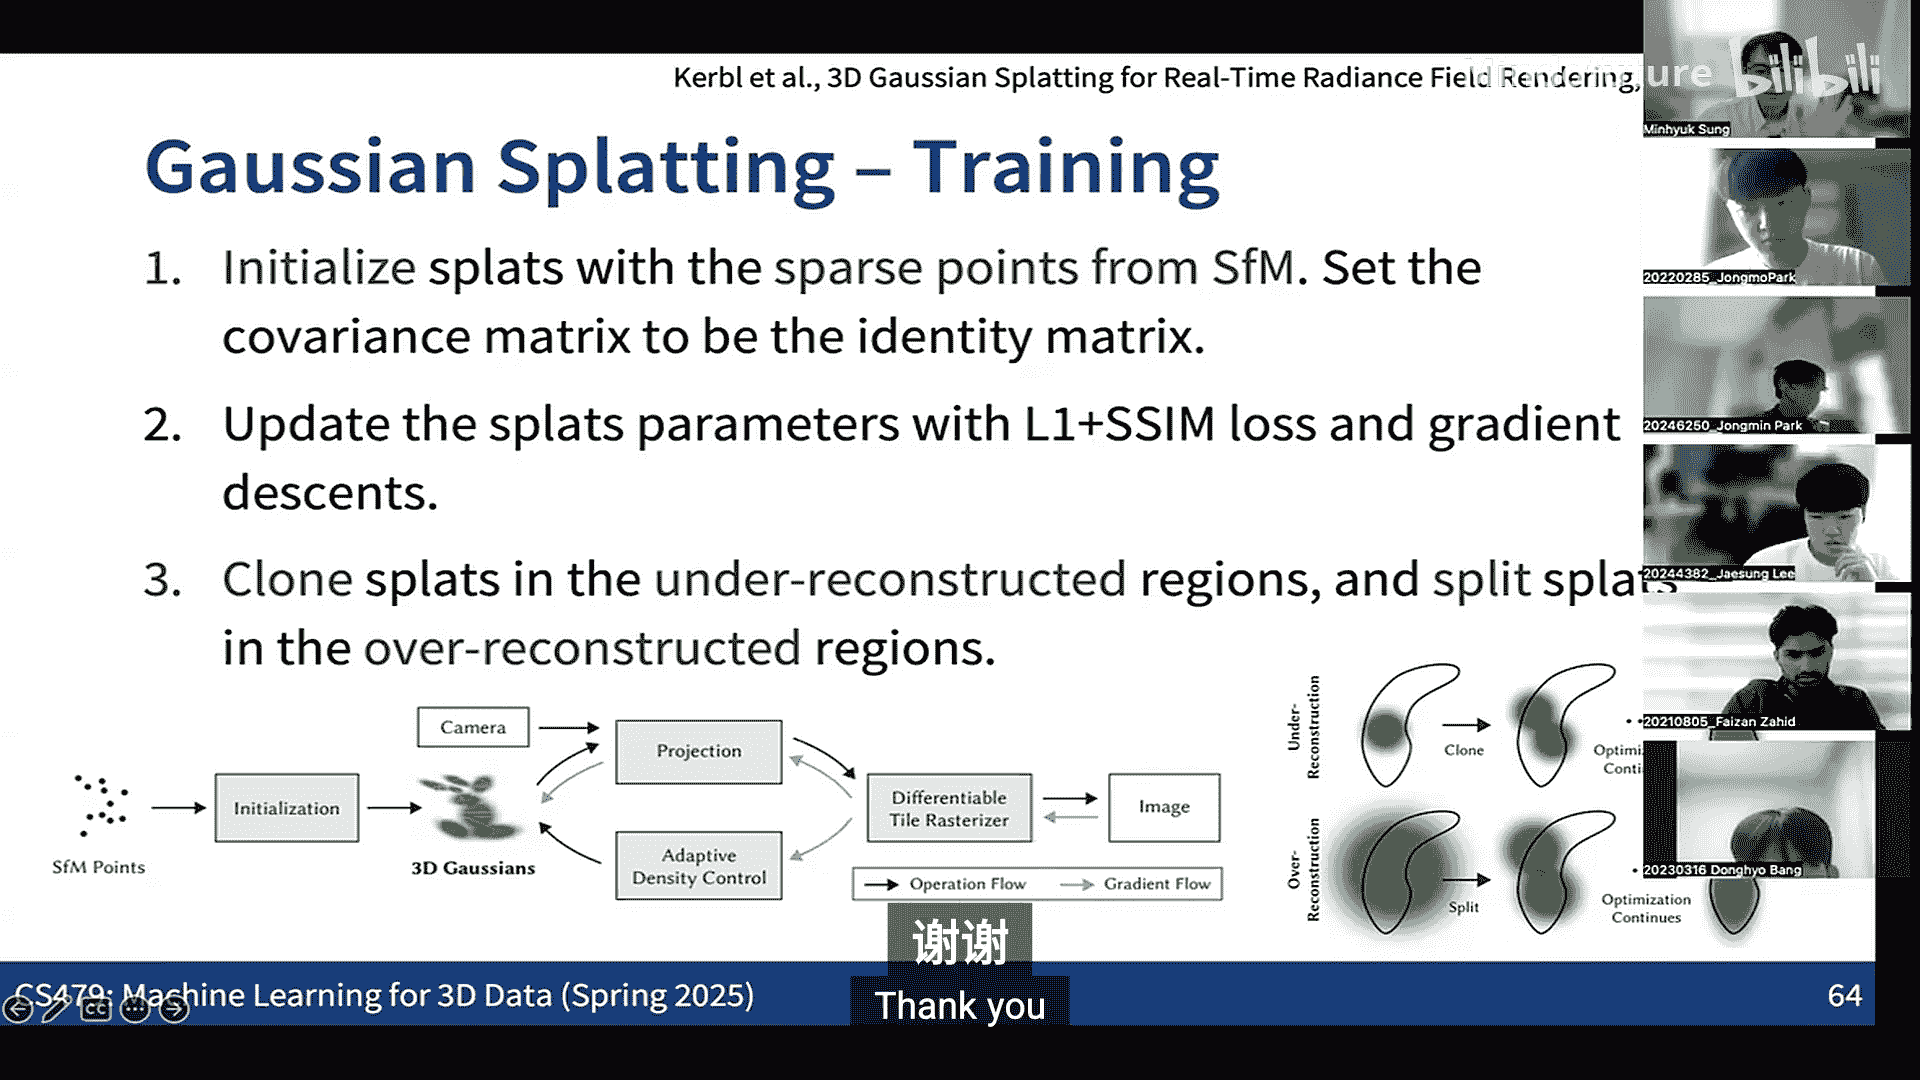 Kerbl et al., 3D Gaussian Splatting for Real-Time Radiance Field Rendering,
bilibili
Minhyuk Sung
Gaussian Splatting – Training
20220285_JongmoPark
1. Initialize splats with the sparse points from SfM. Set the
covariance matrix to be the identity matrix.
20246250_Jongmin Park
2. Update the splats parameters with L1+SSIM loss and gradient
descents.
20244382_Jaesung Lee
3. Clone splats in the under-reconstructed regions, and split splats
in the over-reconstructed regions.
20210805_Faizan Zahid
20230316 Donghyo Bang
SfM Points
Initialization
Camera
3D Gaussians
Projection
Adaptive
Density Control
Differentiable
Tile Rasterizer
Image
Operation Flow
Gradient Flow
Under-
Reconstruction
Clone
Over-
Reconstruction
Split
Optimization
Continues
谢谢
Thank you
CS479: Machine Learning for 3D Data (Spring 2025)
CC
64